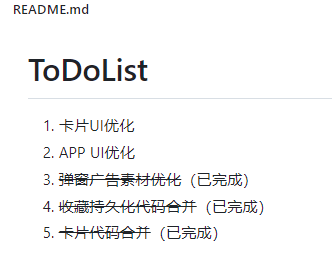 README.md
ToDoList
1. 卡片UI优化
2. APP UI优化
3. 弹窗广告素材优化（已完成）
4. 收藏持久化代码合并（已完成）
5. 卡片代码合并（已完成）